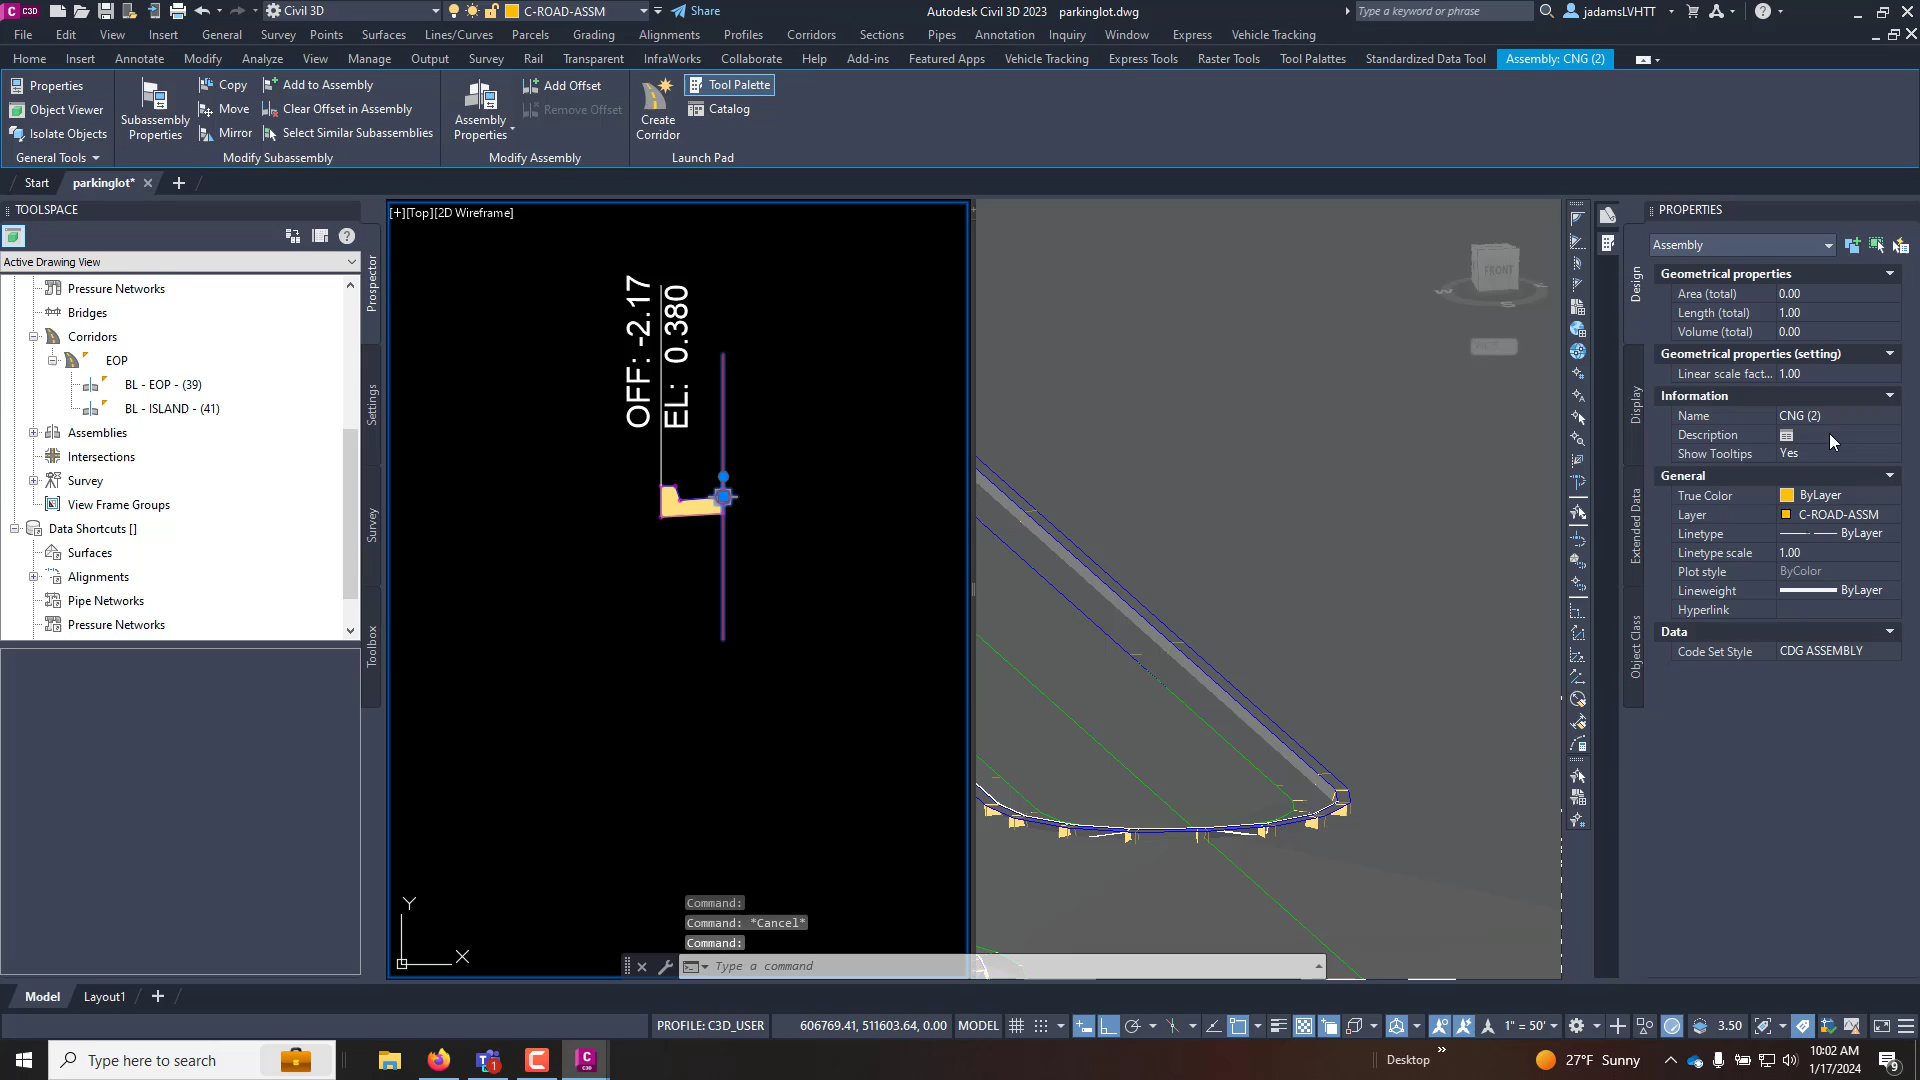 C3D Civil 3D C-ROAD-ASSM Share Autodesk Civil 3D 2023 parkinglot.dwg Type a keyword or phrase jadamsLVHTT
File Edit View Insert General Survey Points Surfaces Lines/Curves Parcels Grading Alignments Profiles Corridors Sections Pipes Annotation Inquiry Window Express Vehicle Tracking
Home Insert Annotate Modify Analyze View Manage Output Survey Rail Transparent InfraWorks Collaborate Help Add-ins Featured Apps Vehicle Tracking Express Tools Raster Tools Tool Palettes Standardized Data Tool Assembly: CNG (2)
Properties
Object Viewer
Isolate Objects
General Tools
Subassembly
Properties
Copy
Move
Mirror
Add to Assembly
Clear Offset in Assembly
Select Similar Subassemblies
Modify Subassembly
Assembly
Properties
Add Offset
Remove Offset
Modify Assembly
Create
Corridor
Tool Palette
Catalog
Launch Pad
Start parkinglot*
TOOLSPACE
Active Drawing View
Pressure Networks
Bridges
Corridors
EOP
BL - EOP - (39)
BL - ISLAND - (41)
Assemblies
Intersections
Survey
View Frame Groups
Data Shortcuts []
Surfaces
Alignments
Pipe Networks
Pressure Networks
Prospector
Settings
Survey
Toolbox
[+][Top][2D Wireframe]
OFF: -2.17
EL: 0.380
Y
X
FRONT
W
S
Command:
Command: *Cancel*
Command:
Type a command
PROPERTIES
Assembly
Design
Display
Extended Data
Object Class
Geometrical properties
Area (total) 0.00
Length (total) 1.00
Volume (total) 0.00
Geometrical properties (setting)
Linear scale fact... 1.00
Information
Name CNG (2)
Description
Show Tooltips Yes
General
True Color ByLayer
Layer C-ROAD-ASSM
Linetype ByLayer
Linetype scale 1.00
Plot style ByColor
Lineweight ByLayer
Hyperlink
Data
Code Set Style CDG ASSEMBLY
Model Layout1
PROFILE: C3D_USER 606769.41, 511603.64, 0.00 MODEL 1" = 50' 3.50
Type here to search
1
C3D
Desktop
27°F Sunny
10:02 AM
1/17/2024
9